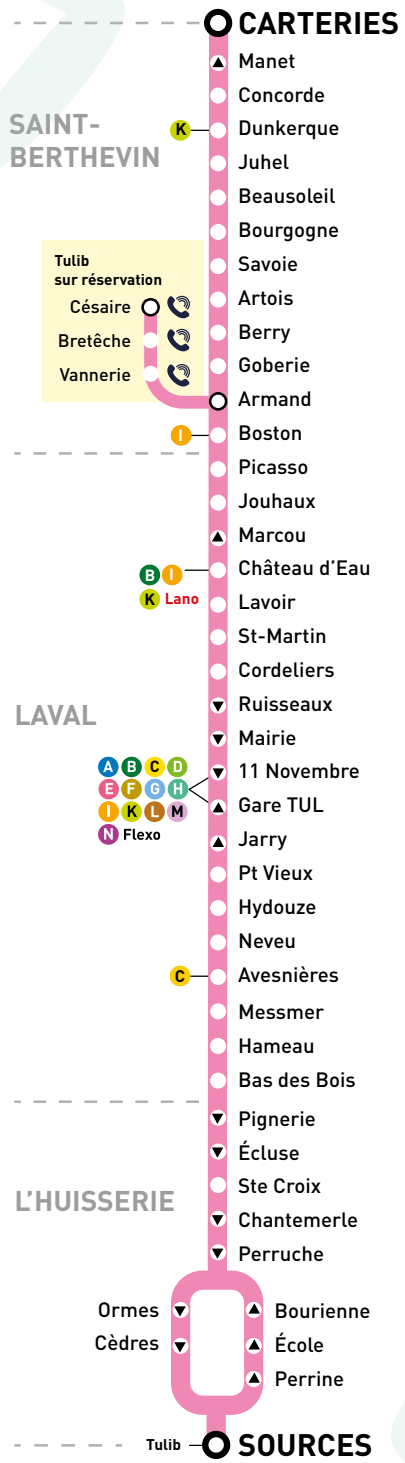 CARTERIES
Manet
Concorde
SAINT-
BERTHEVIN
K
Dunkerque
Juhel
Beausoleil
Bourgogne
Savoie
Tulib
sur réservation
Césaire
Bretêche
Vannerie
Artois
Berry
Goberie
Armand
I
Boston
Picasso
Jouhaux
Marcou
B I
K Lano
Château d'Eau
Lavoir
St-Martin
Cordeliers
LAVAL
Ruisseaux
Mairie
A B C D
E F G H
I K L M
N Flexo
11 Novembre
Gare TUL
Jarry
Pt Vieux
Hydouze
Neveu
C
Avesnières
Messmer
Hameau
Bas des Bois
Pignerie
Écluse
L'HUISSERIE
Ste Croix
Chantemerle
Perruche
Ormes
Cèdres
Bourienne
École
Perrine
Tulib
SOURCES